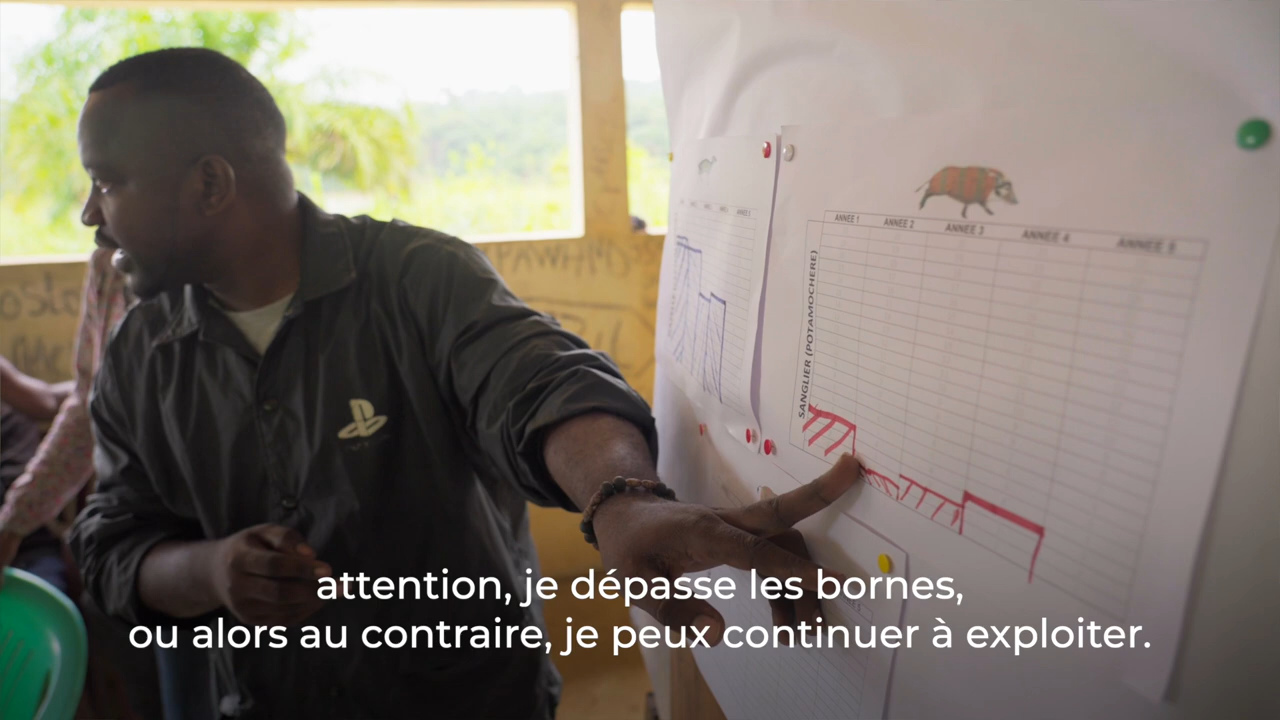 ANNEE 1 ANNEE 2 ANNEE 3 ANNEE 4 ANNEE 5
SANGLIER (POTAMOCHERE)
attention, je dépasse les bornes,
ou alors au contraire, je peux continuer à exploiter.